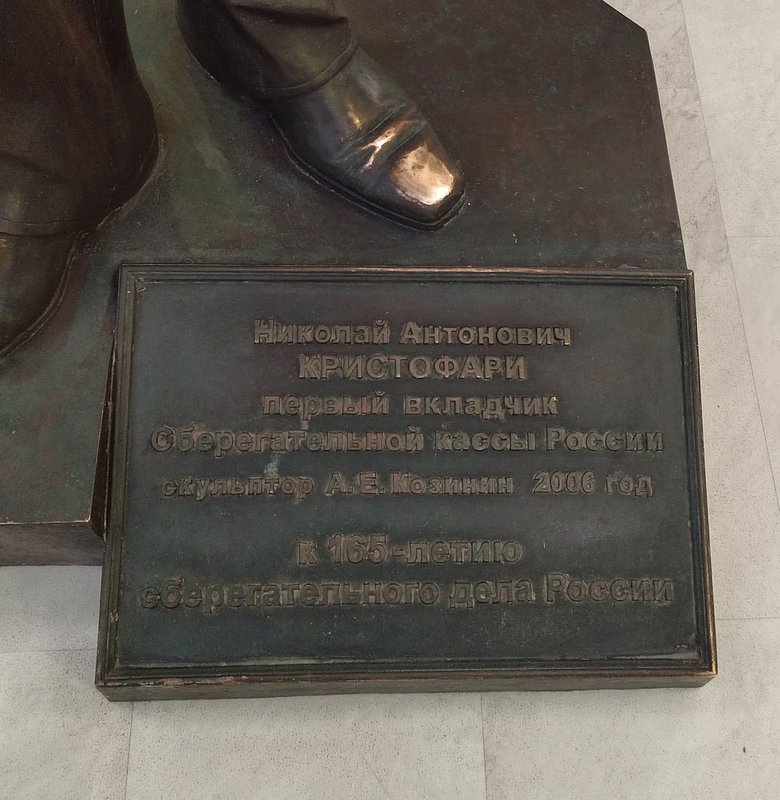 Николай Антонович
КРИСТОФАРИ
первый вкладчик
Сберегательной кассы России
скульптор А.Е.Козинин 2006 год
к 165-летию
сберегательного дела России